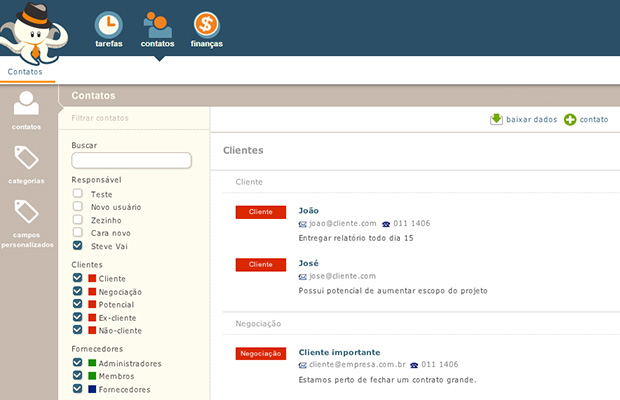 tarefas
contatos
finanças
Contatos
contatos
categorias
campos
personalizados
Contatos
Filtrar contatos
Buscar
Responsável
Teste
Novo usuário
Zezinho
Cara novo
Steve Vai
Clientes
Cliente
Negociação
Potencial
Ex-cliente
Não-cliente
Fornecedores
Administradores
Membros
Fornecedores
baixar dados
contato
Clientes
Cliente
Cliente
João
joao@cliente.com 011 1406
Entregar relatório todo dia 15
Cliente
José
jose@cliente.com
Possui potencial de aumentar escopo do projeto
Negociação
Negociação
Cliente importante
cliente@empresa.com.br 011 1406
Estamos perto de fechar um contrato grande.